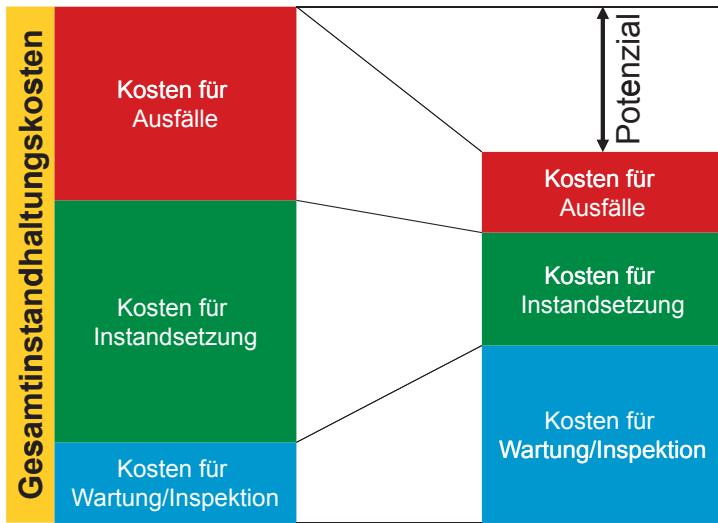 Gesamtinstandhaltungskosten
Kosten für
Ausfälle
Kosten für
Instandsetzung
Kosten für
Wartung/Inspektion
Potenzial
Kosten für
Ausfälle
Kosten für
Instandsetzung
Kosten für
Wartung/Inspektion